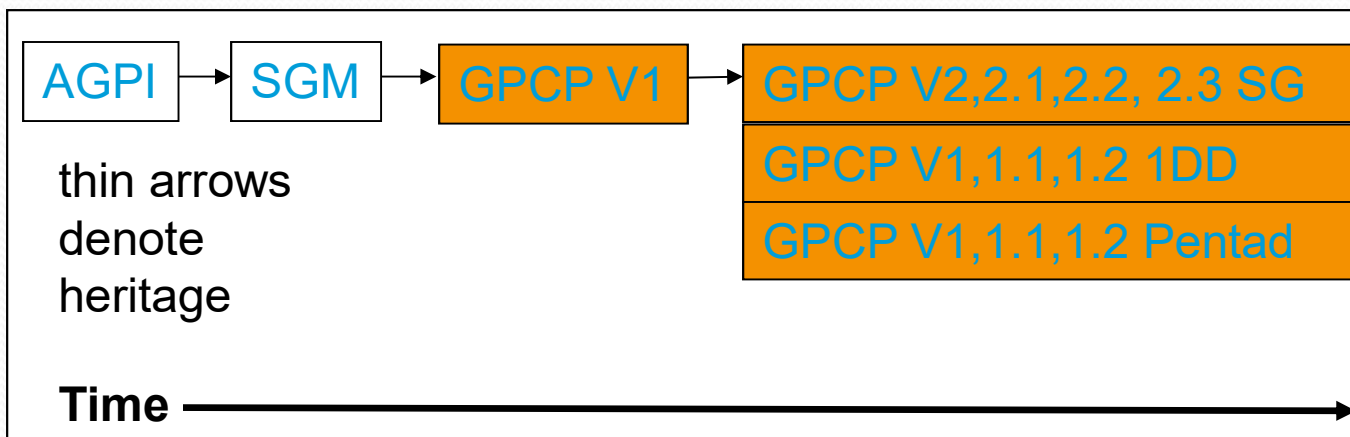 AGPI
SGM
GPCP V1
GPCP V2,2.1,2.2, 2.3 SG
GPCP V1,1.1,1.2 1DD
GPCP V1,1.1,1.2 Pentad
thin arrows
denote
heritage
Time